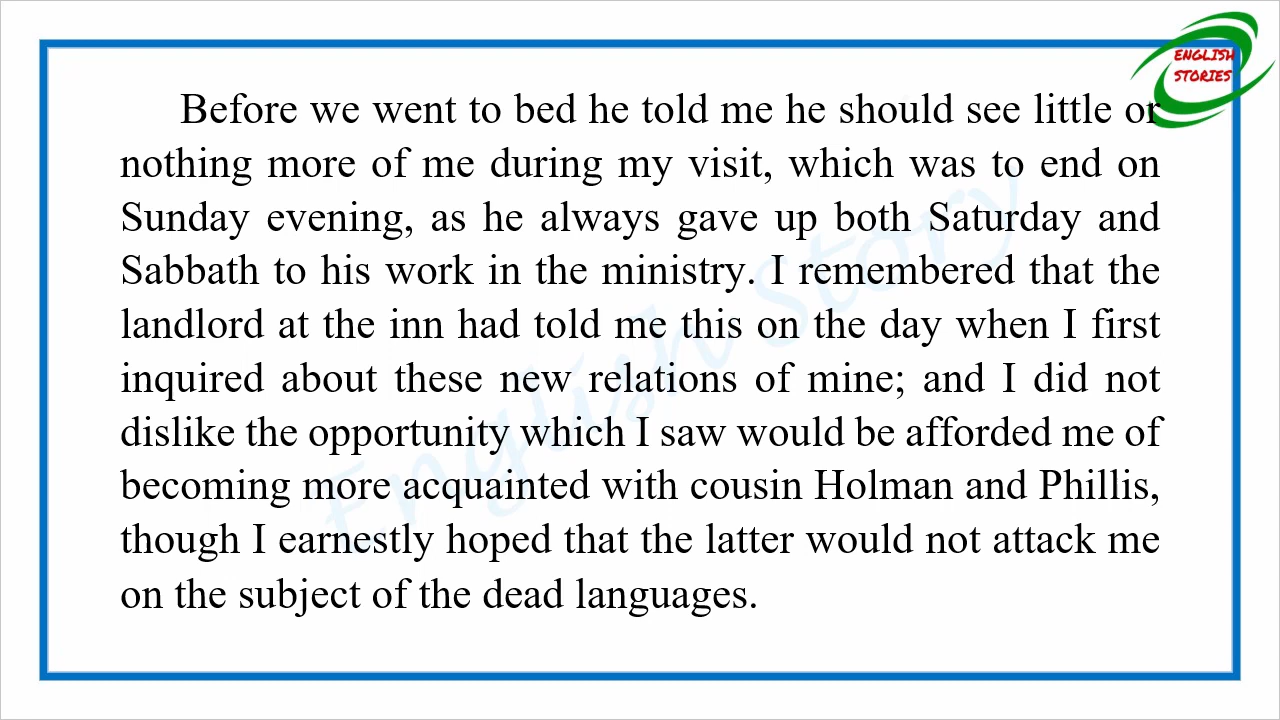 ENGLISH
STORIES
Before we went to bed he told me he should see little or
nothing more of me during my visit, which was to end on
Sunday evening, as he always gave up both Saturday and
Sabbath to his work in the ministry. I remembered that the
landlord at the inn had told me this on the day when I first
inquired about these new relations of mine; and I did not
dislike the opportunity which I saw would be afforded me of
becoming more acquainted with cousin Holman and Phillis,
though I earnestly hoped that the latter would not attack me
on the subject of the dead languages.
English Story